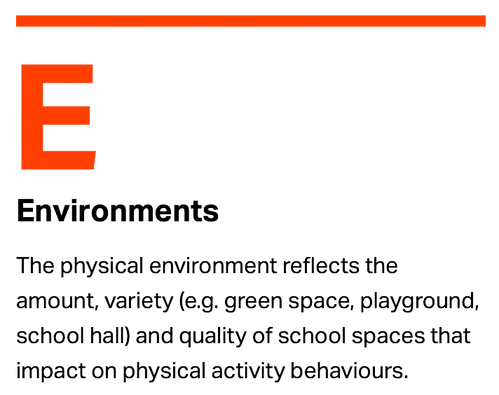 E
Environments
The physical environment reflects the
amount, variety (e.g. green space, playground,
school hall) and quality of school spaces that
impact on physical activity behaviours.